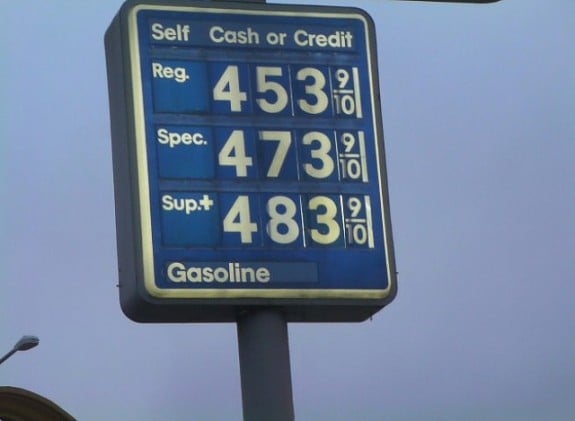 Self Cash or Credit
Reg. 453 9/10
Spec. 473 9/10
Sup.+ 483 9/10
Gasoline